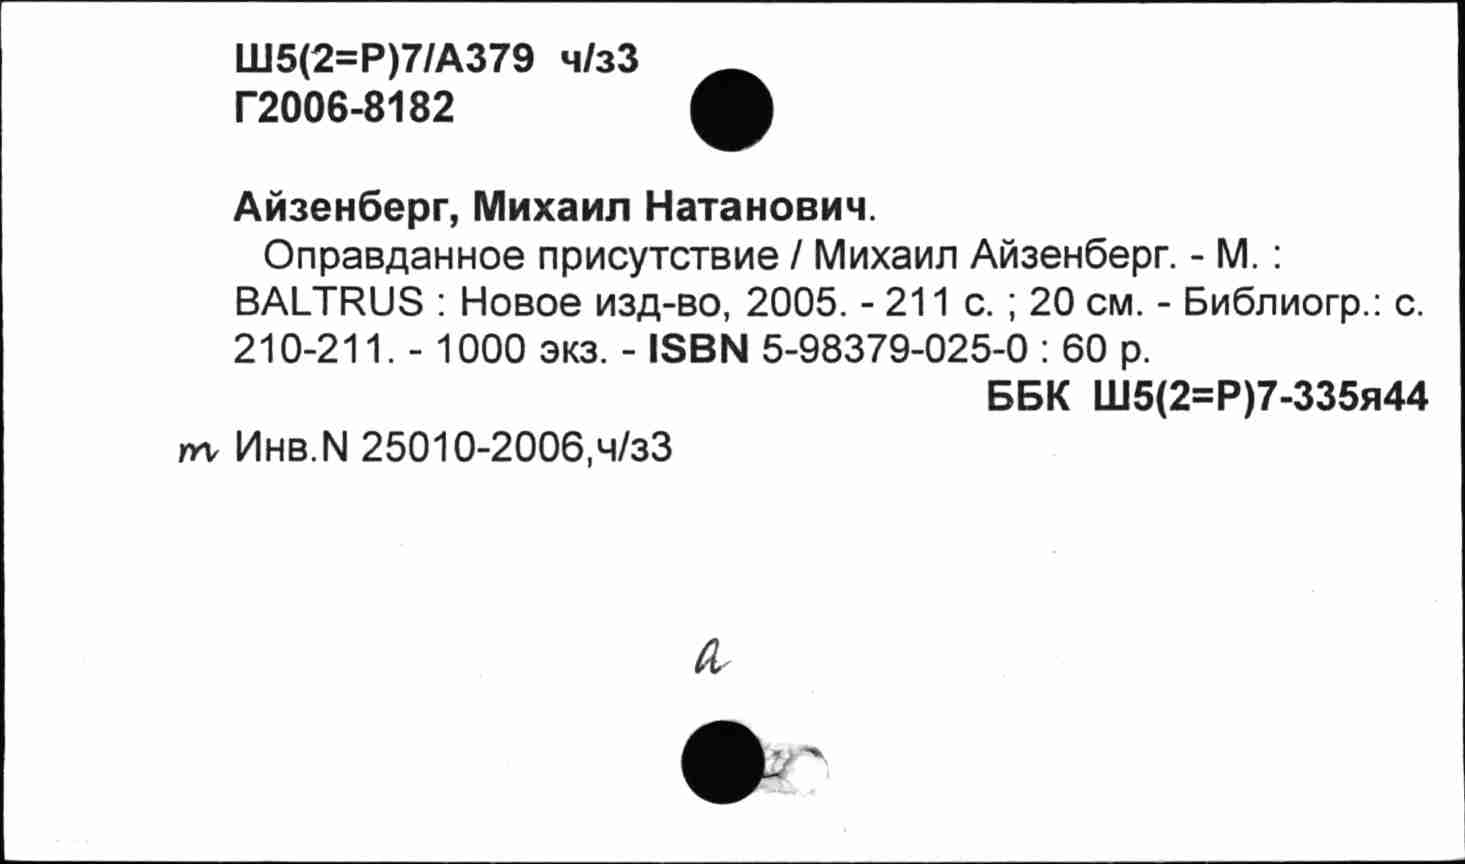 Ш5(2=Р)7/А379 ч/з3
Г2006-8182
Айзенберг, Михаил Натанович.
Оправданное присутствие / Михаил Айзенберг. - М. :
BALTRUS : Новое изд-во, 2005. - 211 с. ; 20 см. - Библиогр.: с.
210-211. - 1000 экз. - ISBN 5-98379-025-0 : 60 р.
ББК Ш5(2=Р)7-335я44
т Инв.N 25010-2006,ч/з3
а